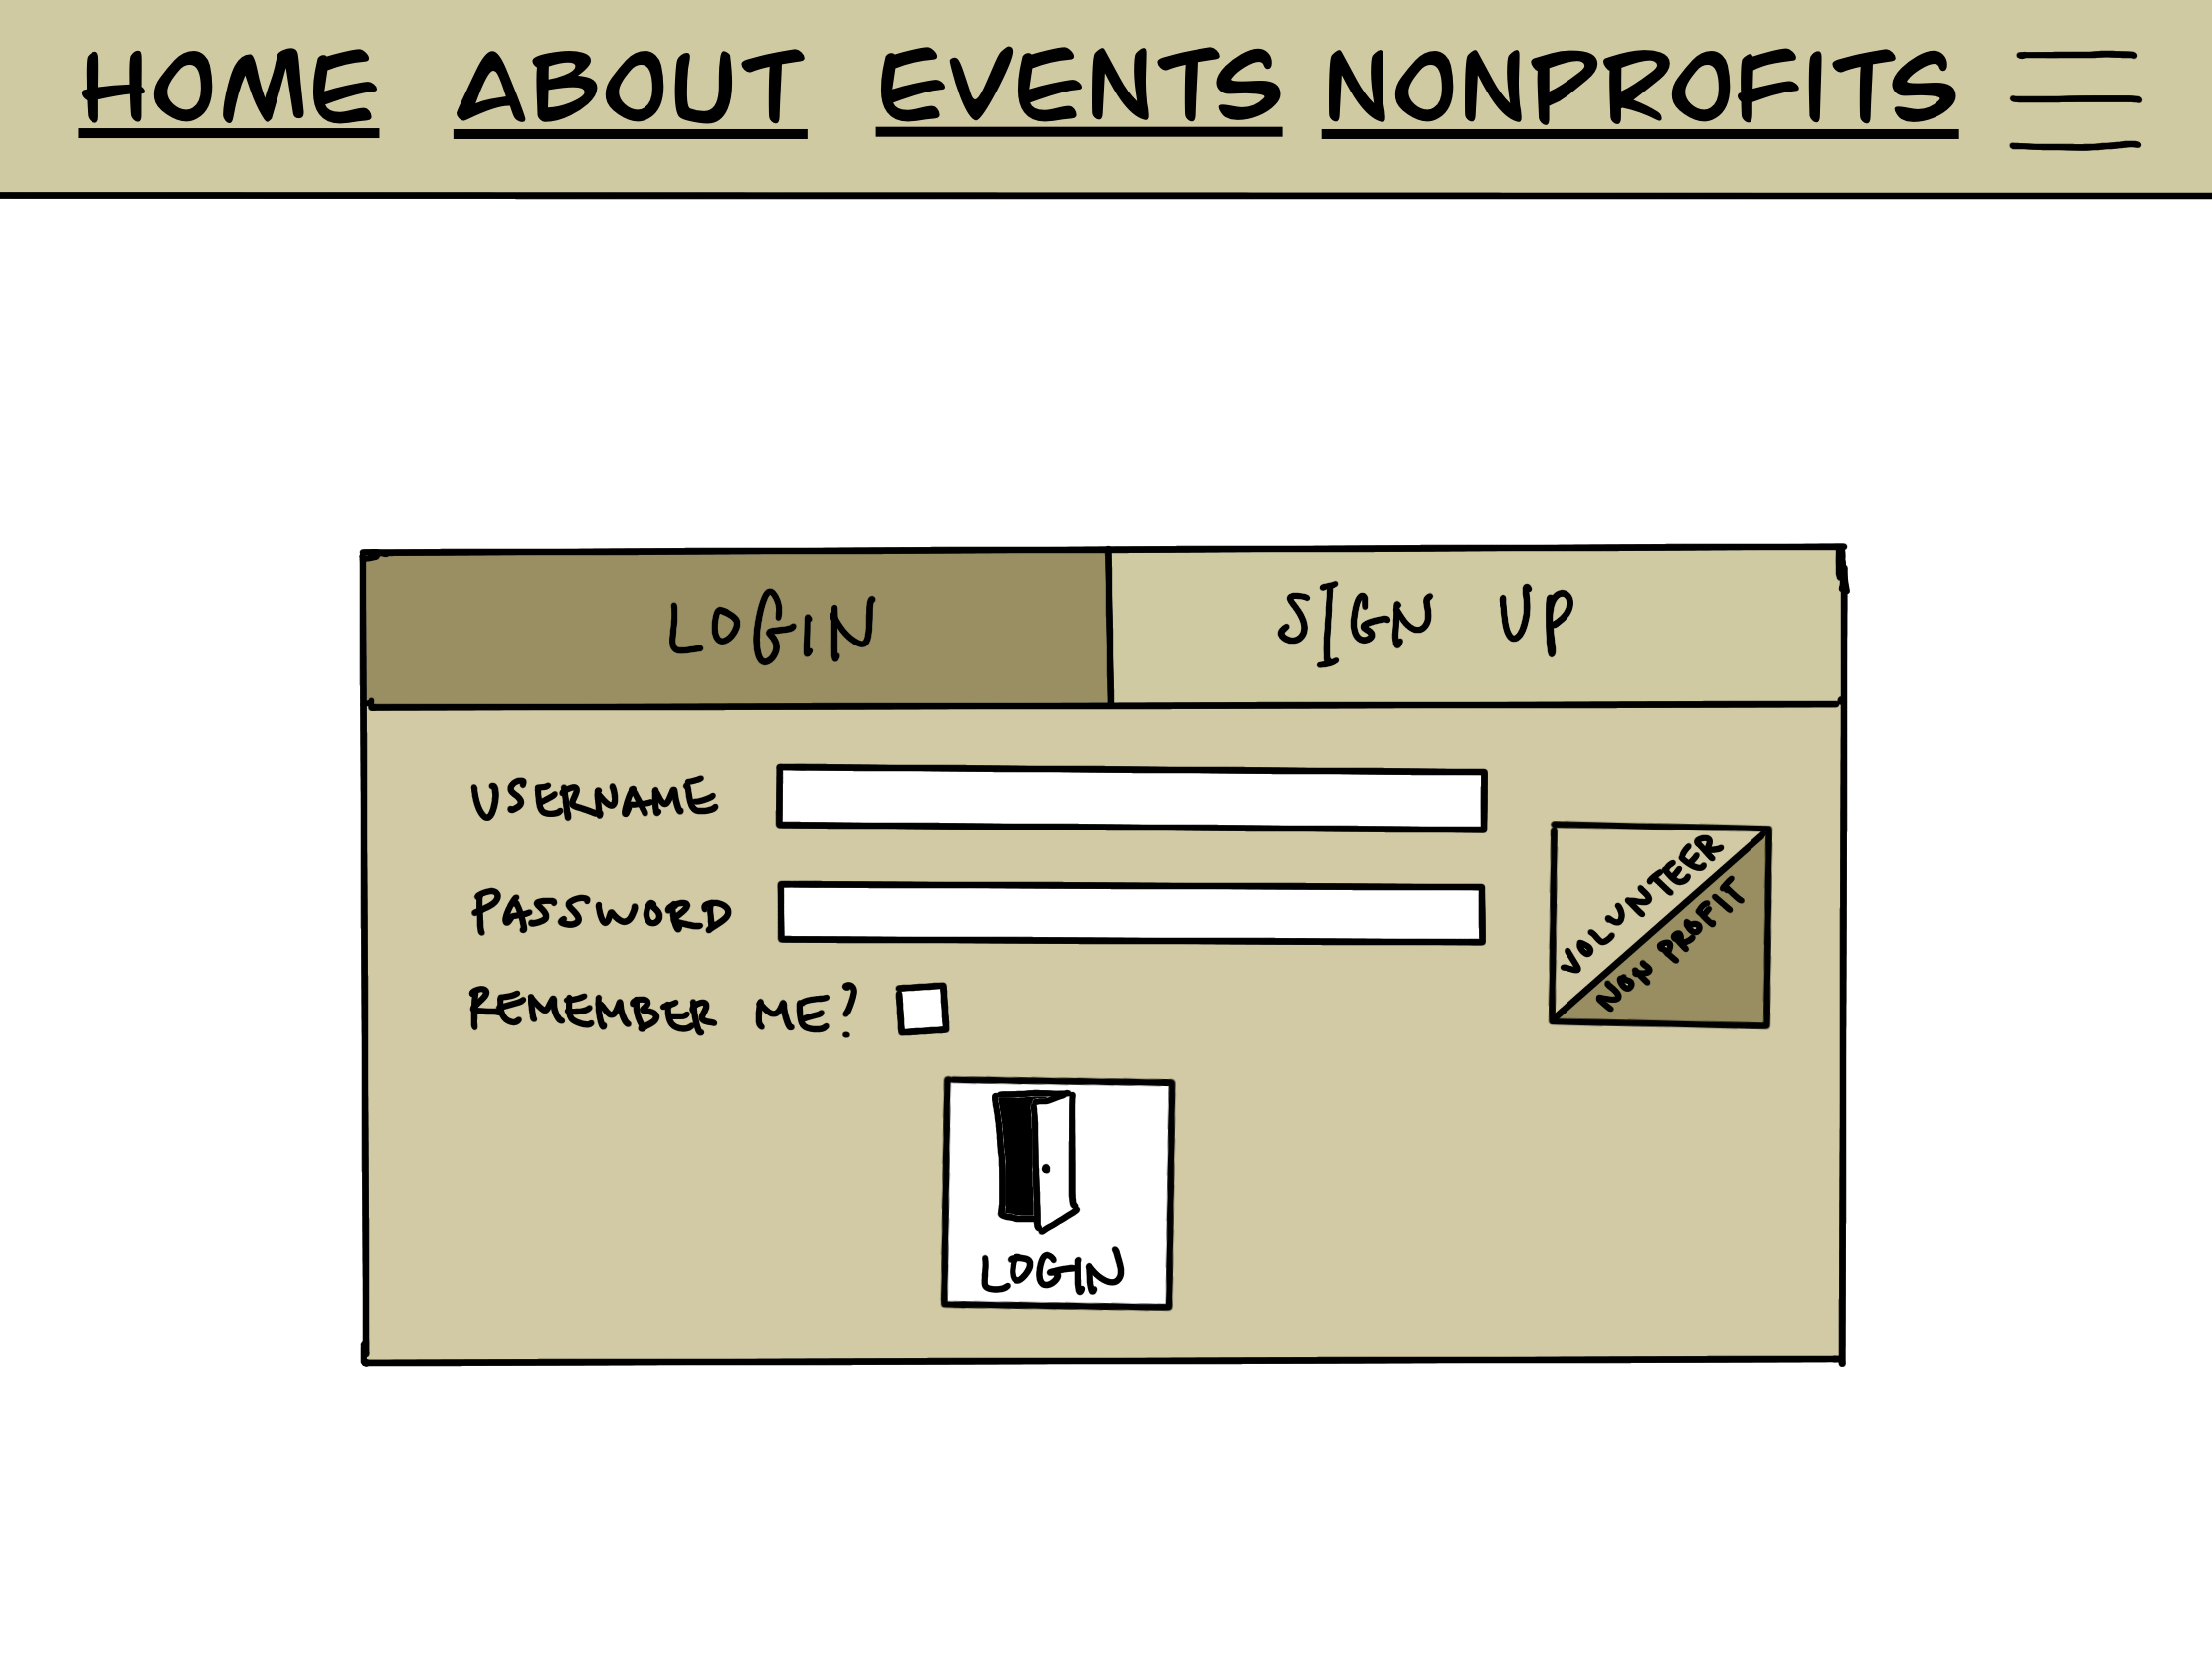 HOME ABOUT EVENTS NONPROFITS
LOGIN SIGN UP
USERNAME
PASSWORD
REMEMBER ME?
VOLUNTEER
NON PROFIT
LOGIN